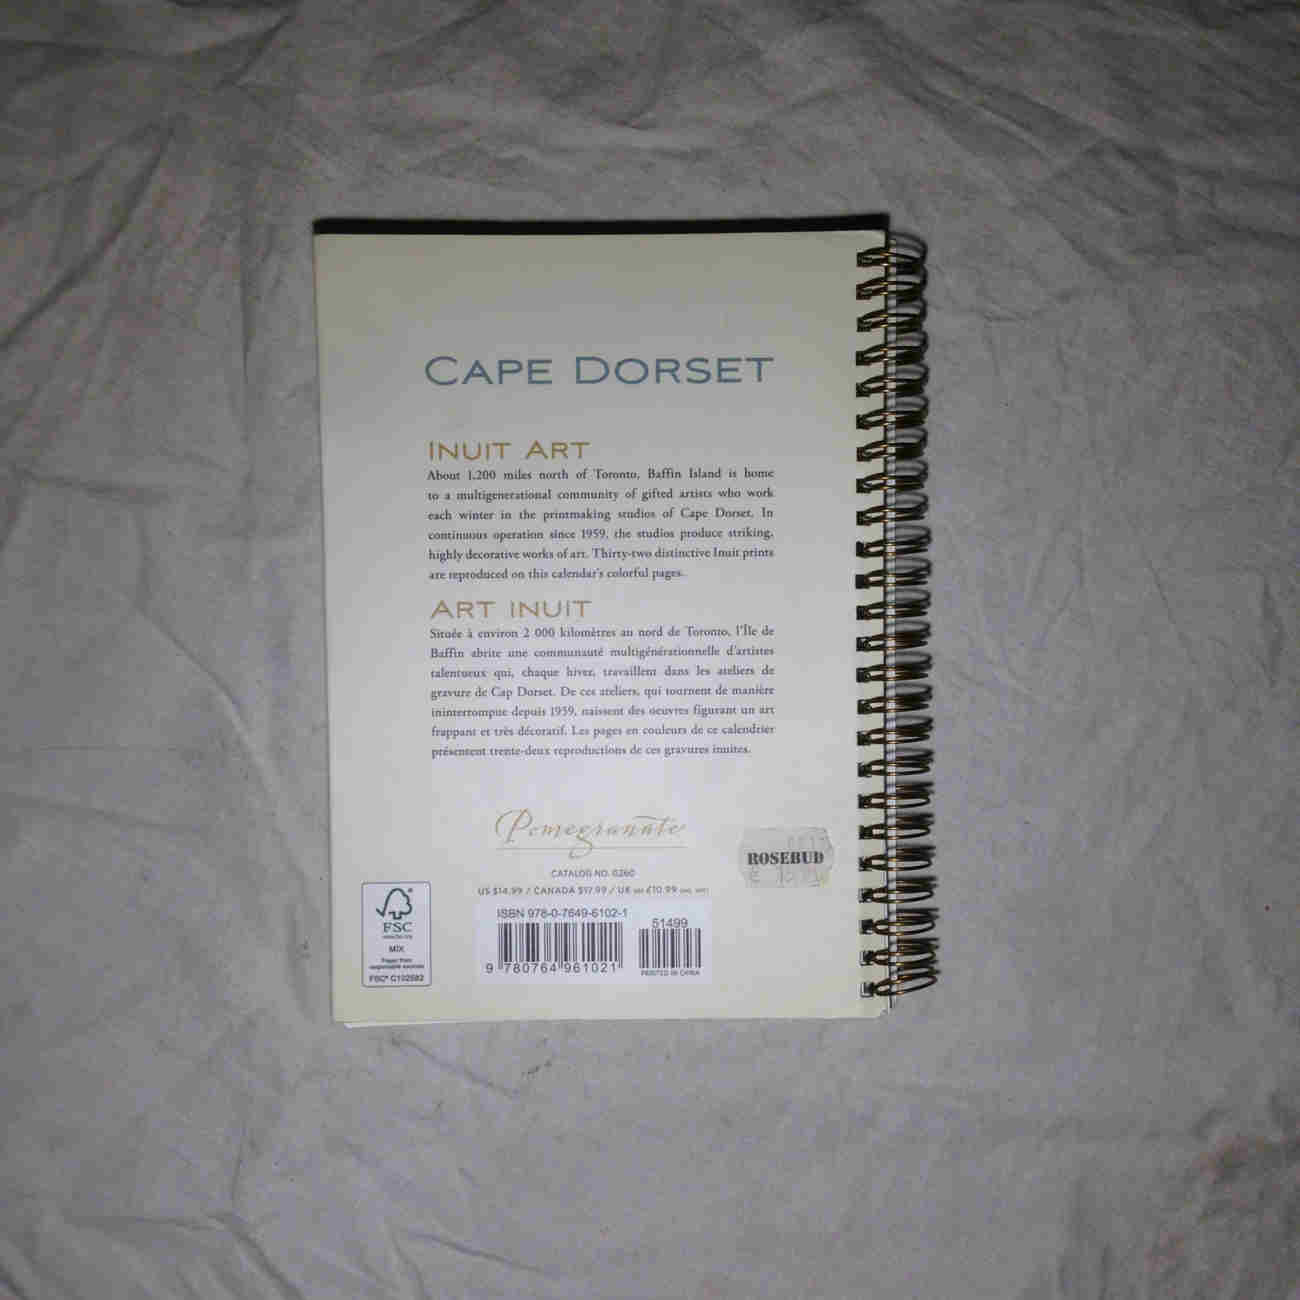 CAPE DORSET
INUIT ART
About 1,200 miles north of Toronto, Baffin Island is home
to a multigenerational community of gifted artists who work
each winter in the printmaking studios of Cape Dorset. In
continuous operation since 1959, the studios produce striking,
highly decorative works of art. Thirty-two distinctive Inuit prints
are reproduced on this calendar's colorful pages.
ART INUIT
Située à environ 2 000 kilomètres au nord de Toronto, l'Île de
Baffin abrite une communauté multigénérationnelle d'artistes
talentueux qui, chaque hiver, travaillent dans les ateliers de
gravure de Cap Dorset. De ces ateliers, qui tournent de manière
ininterrompue depuis 1959, naissent des oeuvres figurant un art
frappant et très décoratif. Les pages en couleurs de ce calendrier
présentent trente-deux reproductions de ces gravures inuites.
Pomegranate
ROSEBUD
€
CATALOG NO. G260
US $14.99 / CANADA $17.99 / UK £10.99
ISBN 978-0-7649-6102-1
51499
9 780764 961021
PRINTED IN CHINA
FSC
www.fsc.org
MIX
Paper from
responsible sources
FSC® C102582